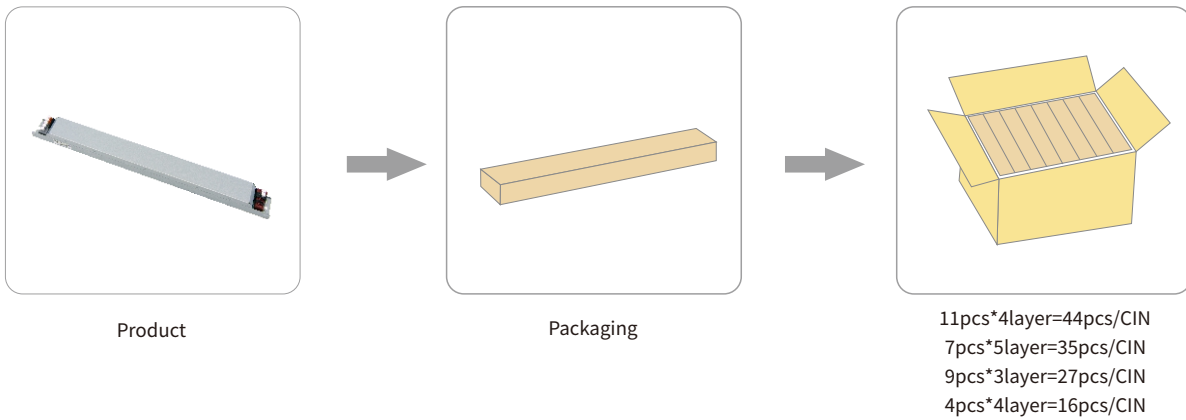 Product
Packaging
11pcs*4layer=44pcs/CIN
7pcs*5layer=35pcs/CIN
9pcs*3layer=27pcs/CIN
4pcs*4layer=16pcs/CIN